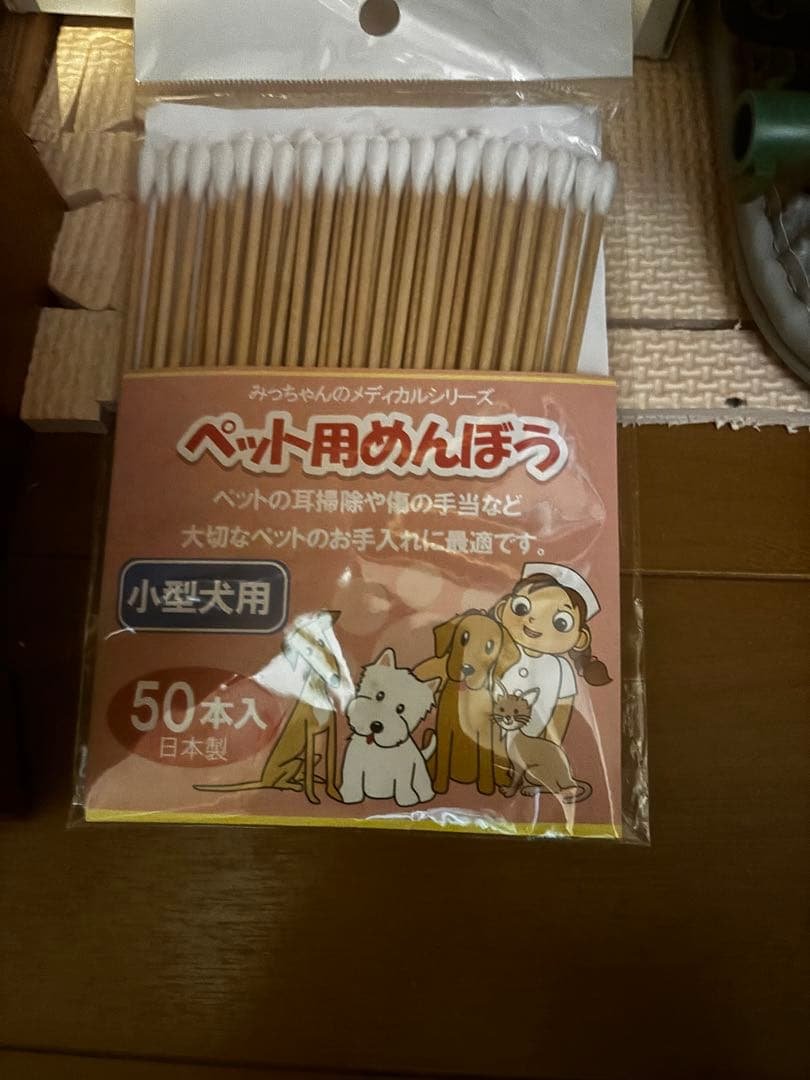 みっちゃんのメディカルシリーズ
ペット用めんぼう
ペットの耳掃除や傷の手当など
大切なペットのお手入れに最適です。
小型犬用
50本入
日本製